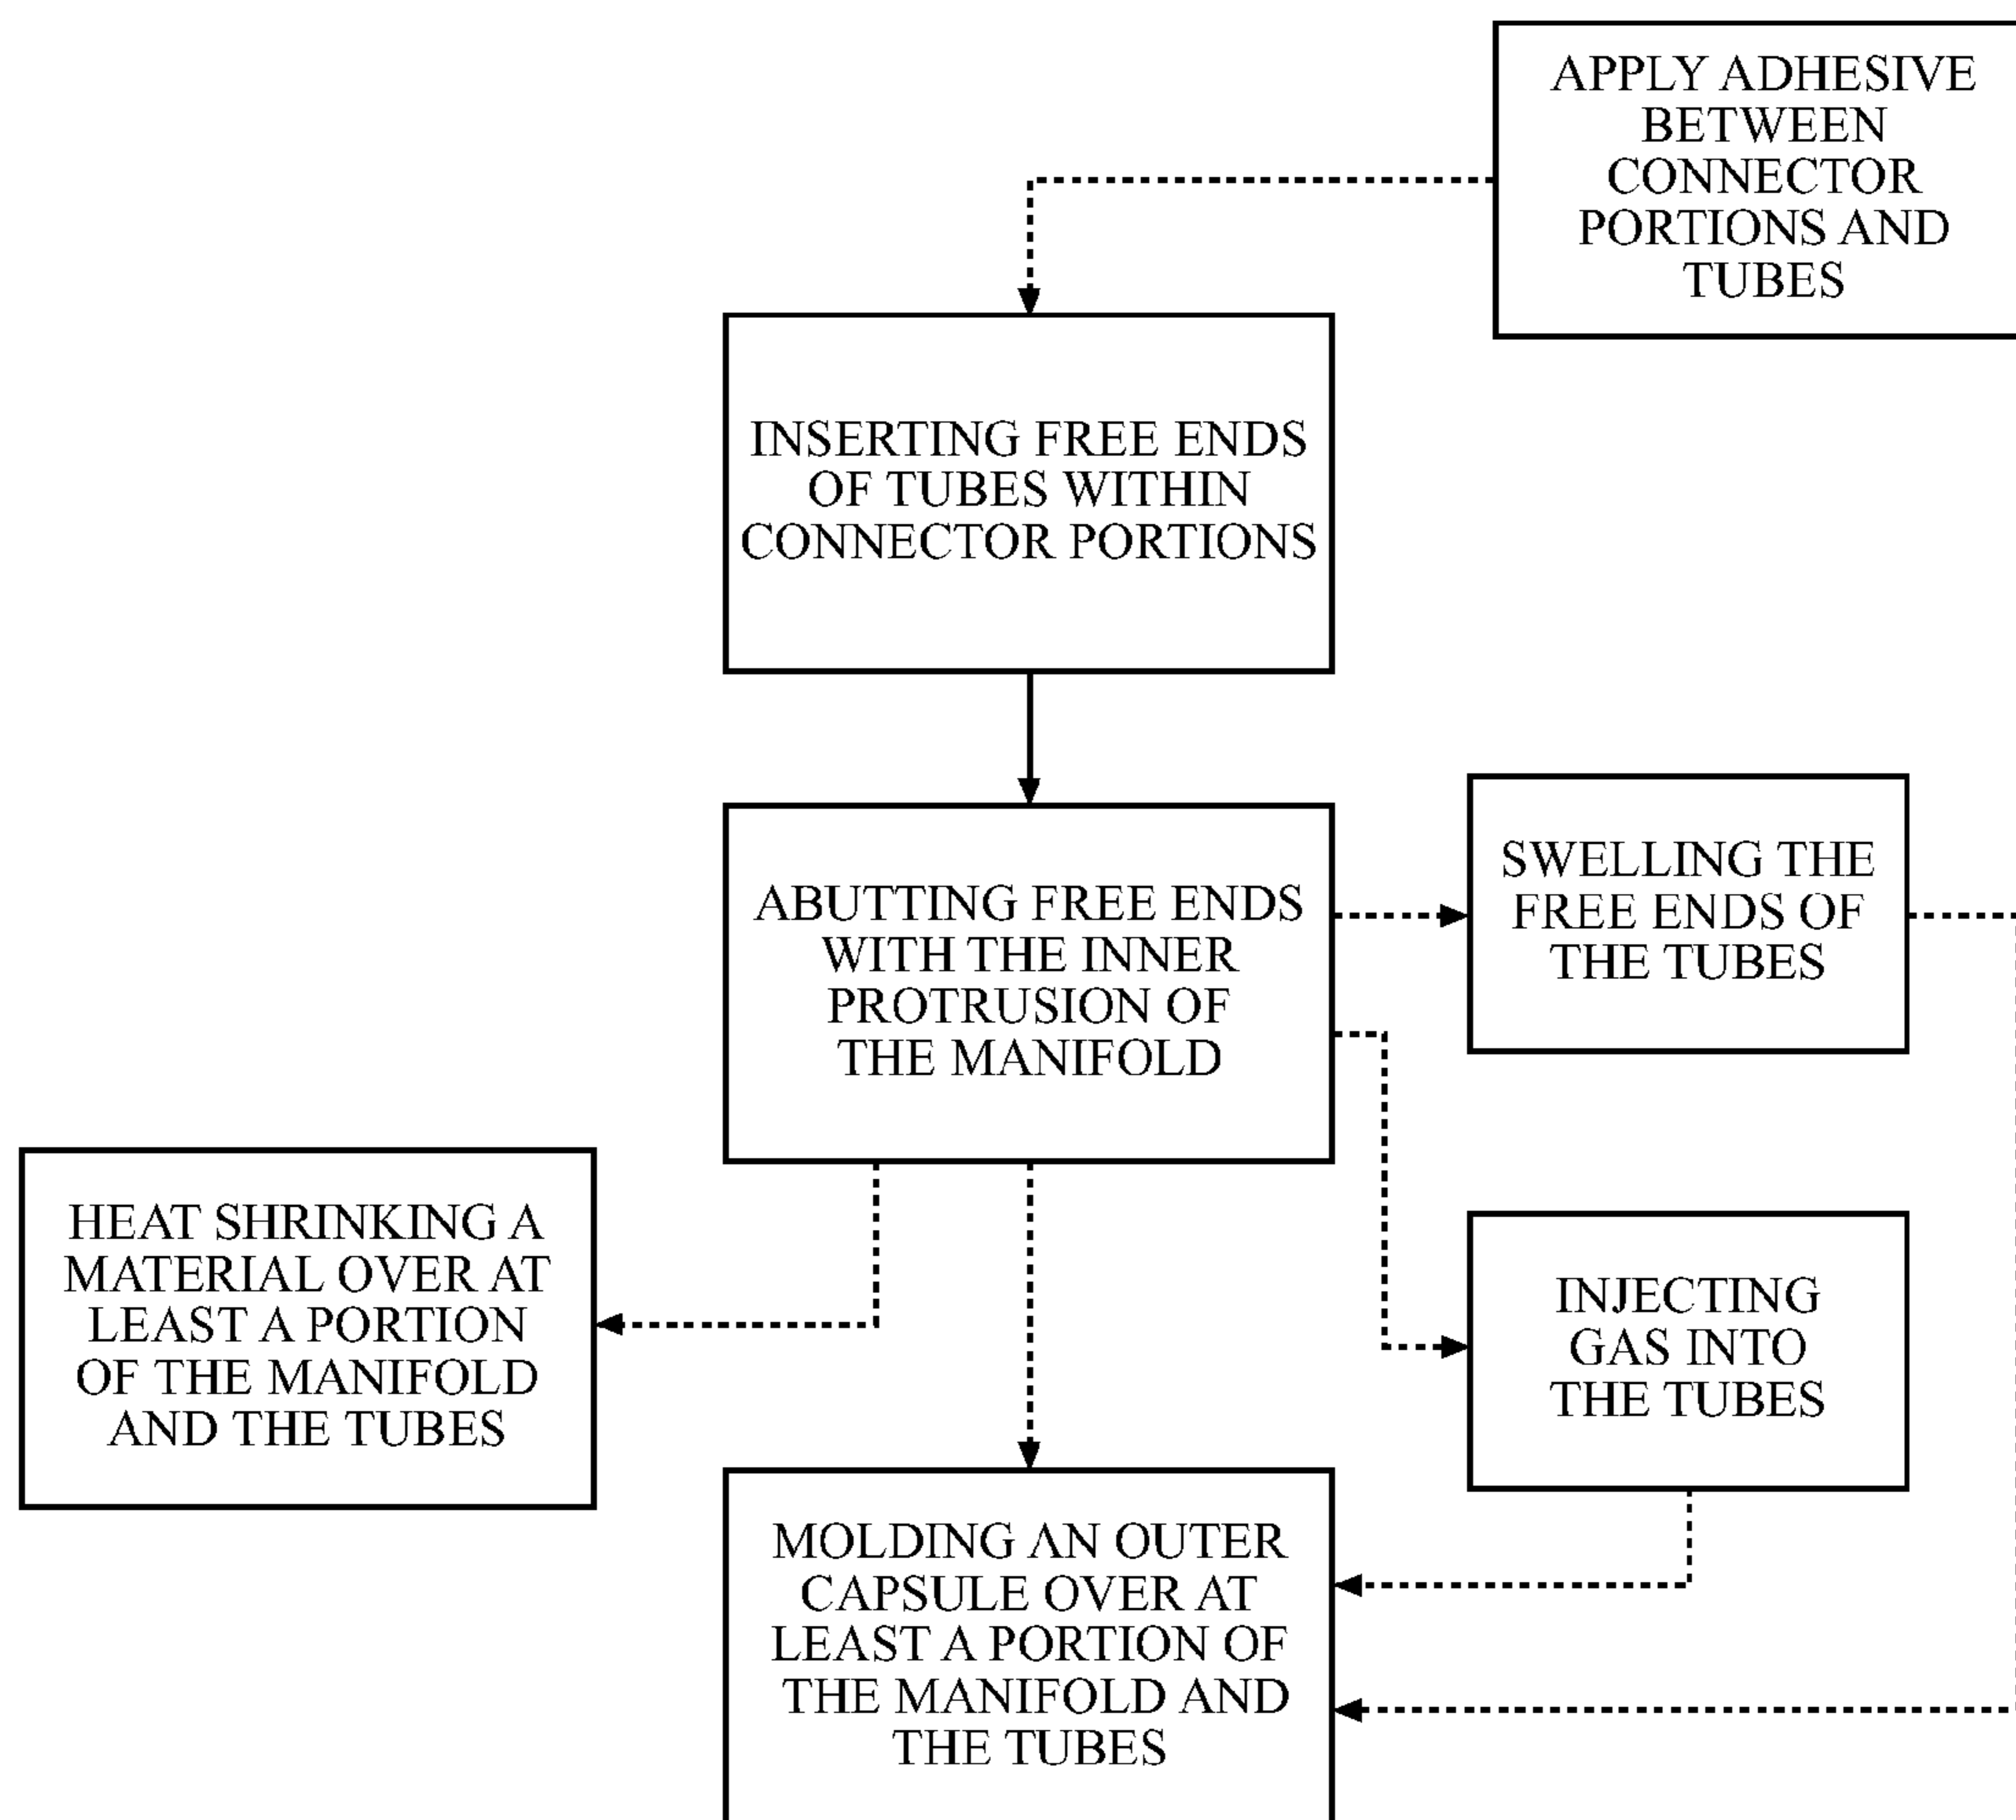 APPLY ADHESIVE
BETWEEN
CONNECTOR
PORTIONS AND
TUBES
INSERTING FREE ENDS
OF TUBES WITHIN
CONNECTOR PORTIONS
ABUTTING FREE ENDS
WITH THE INNER
PROTRUSION OF
THE MANIFOLD
SWELLING THE
FREE ENDS OF
THE TUBES
HEAT SHRINKING A
MATERIAL OVER AT
LEAST A PORTION
OF THE MANIFOLD
AND THE TUBES
INJECTING
GAS INTO
THE TUBES
MOLDING AN OUTER
CAPSULE OVER AT
LEAST A PORTION OF
THE MANIFOLD AND
THE TUBES